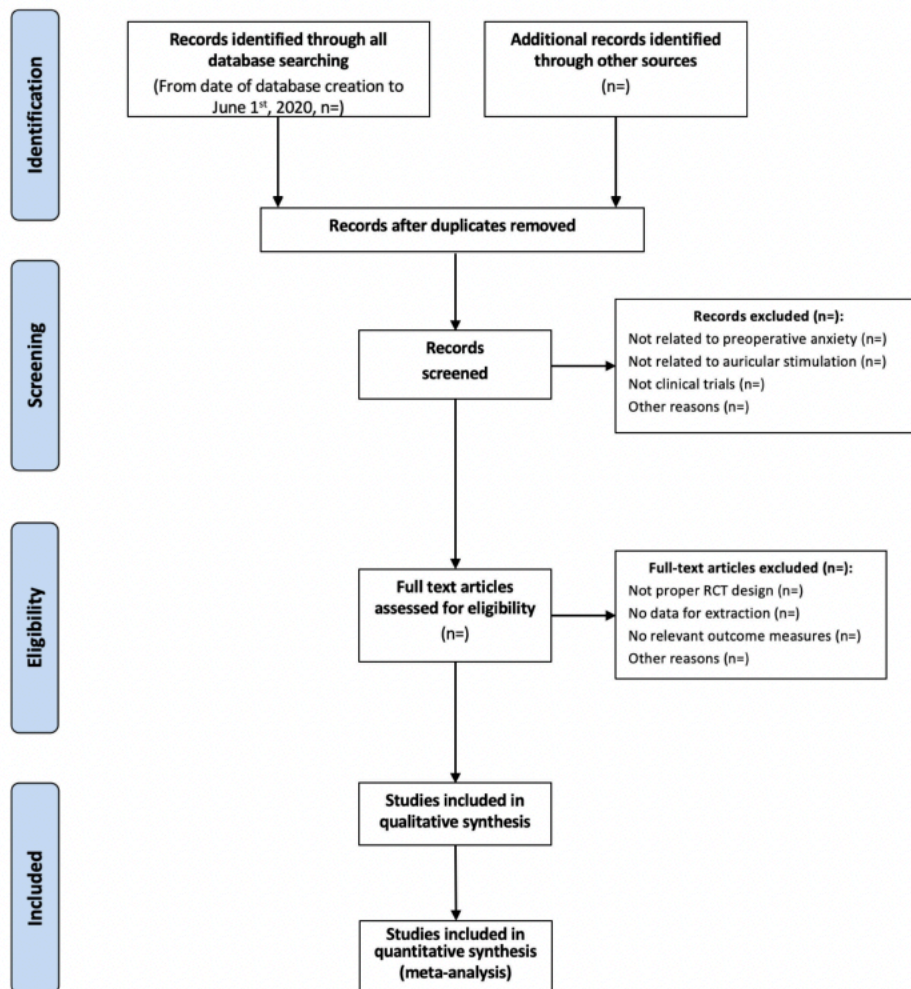 Identification
Records identified through all
database searching
(From date of database creation to
June 1st, 2020, n=)
Additional records identified
through other sources
(n=)
Records after duplicates removed
Screening
Records
screened
Records excluded (n=):
Not related to preoperative anxiety (n=)
Not related to auricular stimulation (n=)
Not clinical trials (n=)
Other reasons (n=)
Eligibility
Full text articles
assessed for eligibility
(n=)
Full-text articles excluded (n=):
Not proper RCT design (n=)
No data for extraction (n=)
No relevant outcome measures (n=)
Other reasons (n=)
Included
Studies included in
qualitative synthesis
Studies included in
quantitative synthesis
(meta-analysis)